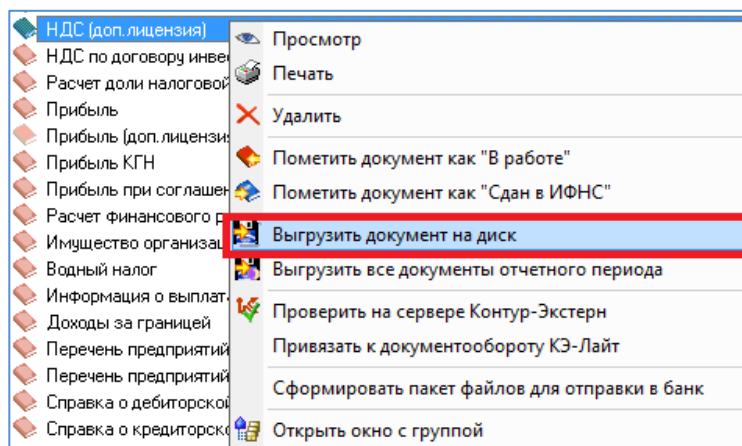 НДС (доп.лицензия)
НДС по договору инве
Расчет доли налоговой
Прибыль
Прибыль (доп.лицензи
Прибыль КГН
Прибыль при соглаше
Расчет финансового р
Имущество организац
Водный налог
Информация о выплат
Доходы за границей
Перечень предприятий
Перечень предприятий
Справка о дебиторской
Справка о кредиторско
Просмотр
Печать
Удалить
Пометить документ как "В работе"
Пометить документ как "Сдан в ИФНС"
Выгрузить документ на диск
Выгрузить все документы отчетного периода
Проверить на сервере Контур-Экстерн
Привязать к документообороту КЭ-Лайт
Сформировать пакет файлов для отправки в банк
Открыть окно с группой